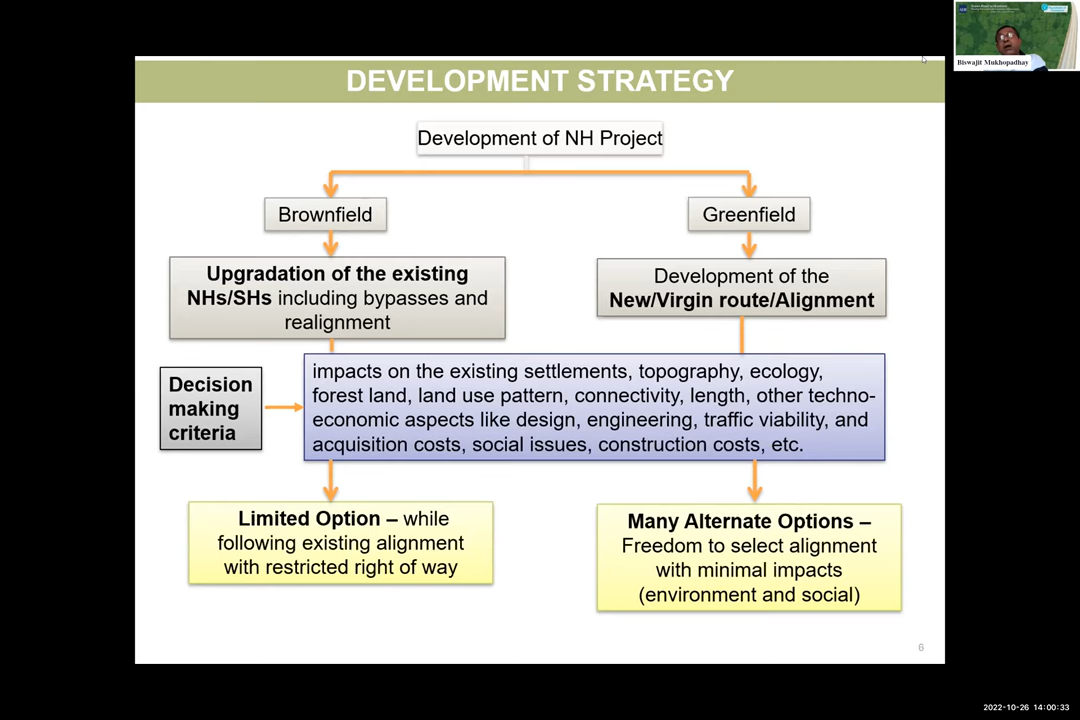 DEVELOPMENT STRATEGY
Development of NH Project
Brownfield
Greenfield
Upgradation of the existing
NHs/SHs including bypasses and
realignment
Development of the
New/Virgin route/Alignment
Decision
making
criteria
impacts on the existing settlements, topography, ecology,
forest land, land use pattern, connectivity, length, other techno-
economic aspects like design, engineering, traffic viability, and
acquisition costs, social issues, construction costs, etc.
Limited Option – while
following existing alignment
with restricted right of way
Many Alternate Options –
Freedom to select alignment
with minimal impacts
(environment and social)
6
Biswajit Mukhopadhay
2022-10-26 14:00:33